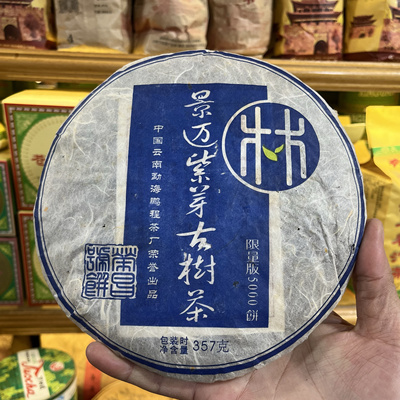 林
景迈紫芽古樹茶
中国云南勐海鹏程茶厂荣誉出品
限量版5000饼
包装时
净含量 357克